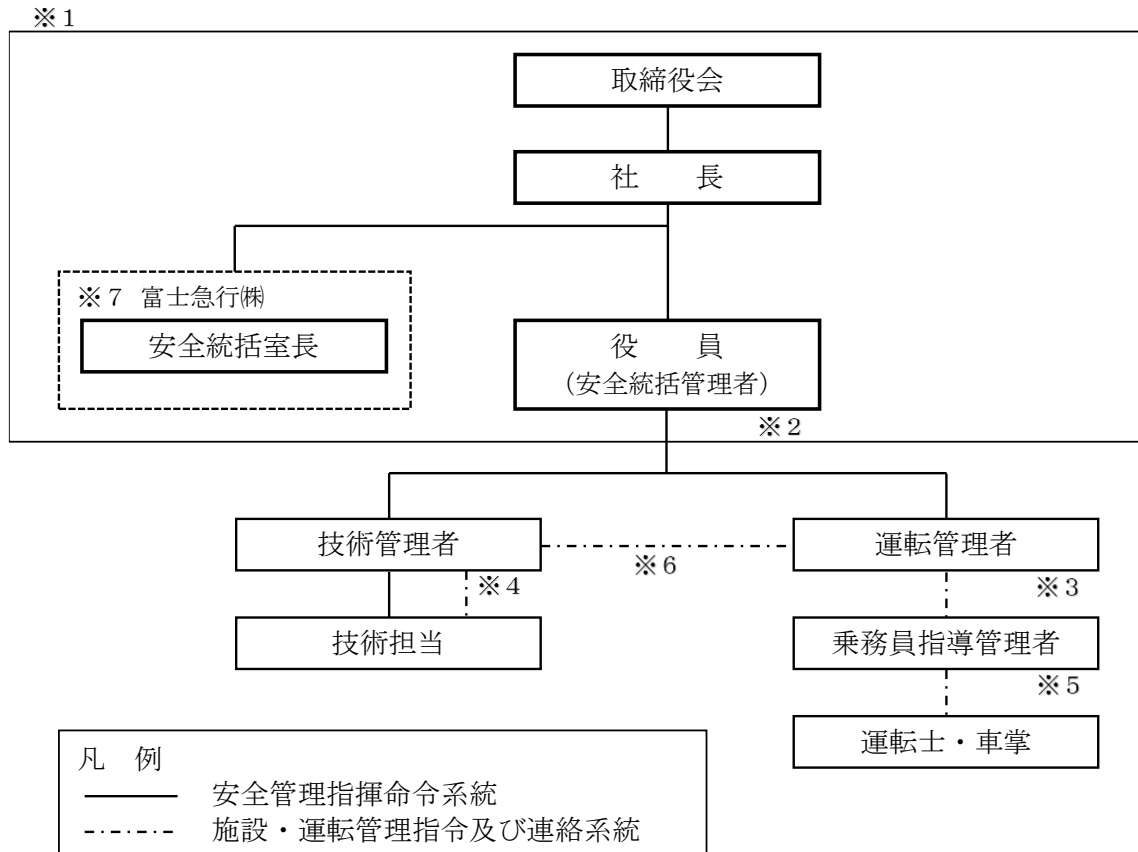 ※1
取締役会
社　　長
※7 富士急行㈱
安全統括室長
役　　員
（安全統括管理者）
※2
技術管理者
運転管理者
※6
※4
※3
技術担当
乗務員指導管理者
※5
運転士・車掌
凡　例
安全管理指揮命令系統
施設・運転管理指令及び連絡系統